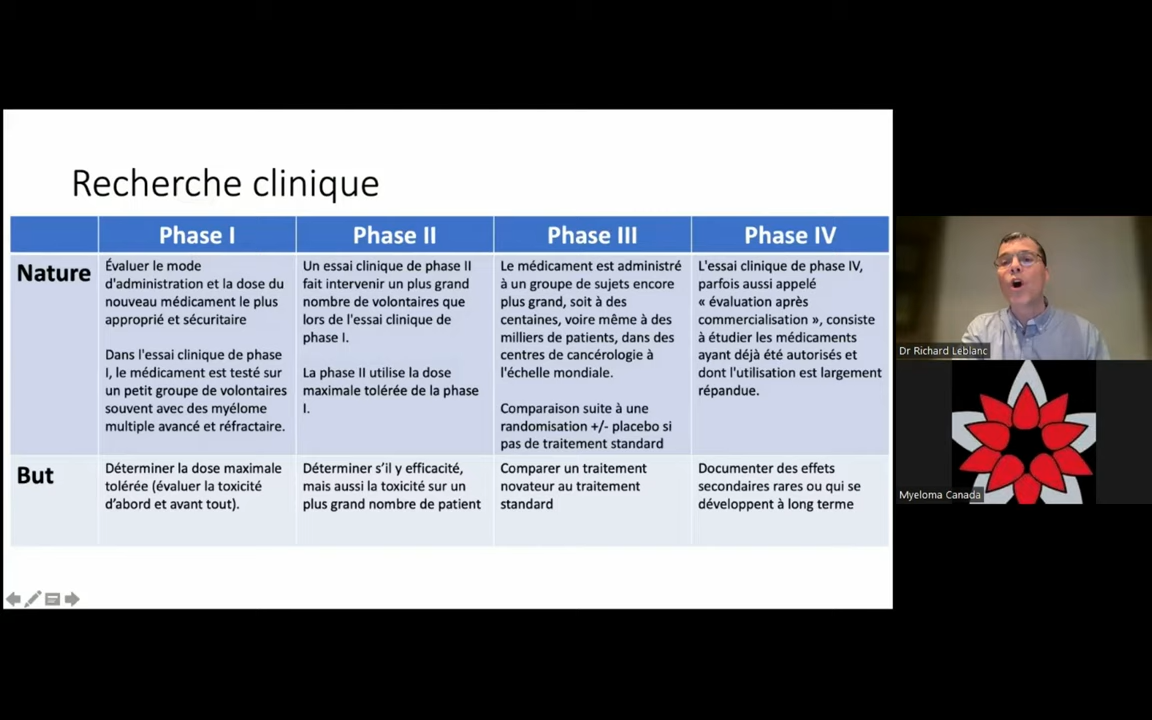 Recherche clinique
Phase I
Phase II
Phase III
Phase IV
Nature
Évaluer le mode
d'administration et la dose du
nouveau médicament le plus
approprié et sécuritaire
Dans l'essai clinique de phase
I, le médicament est testé sur
un petit groupe de volontaires
souvent avec des myélome
multiple avancé et réfractaire.
Un essai clinique de phase II
fait intervenir un plus grand
nombre de volontaires que
lors de l'essai clinique de
phase I.
La phase II utilise la dose
maximale tolérée de la phase
I.
Le médicament est administré
à un groupe de sujets encore
plus grand, soit à des
centaines, voire même à des
milliers de patients, dans des
centres de cancérologie à
l'échelle mondiale.
Comparaison suite à une
randomisation +/- placebo si
pas de traitement standard
L'essai clinique de phase IV,
parfois aussi appelé
« évaluation après
commercialisation », consiste
à étudier les médicaments
ayant déjà été autorisés et
dont l'utilisation est largement
répandue.
But
Déterminer la dose maximale
tolérée (évaluer la toxicité
d'abord et avant tout).
Déterminer s'il y efficacité,
mais aussi la toxicité sur un
plus grand nombre de patient
Comparer un traitement
novateur au traitement
standard
Documenter des effets
secondaires rares ou qui se
développent à long terme
Dr Richard Leblanc
Myeloma Canada